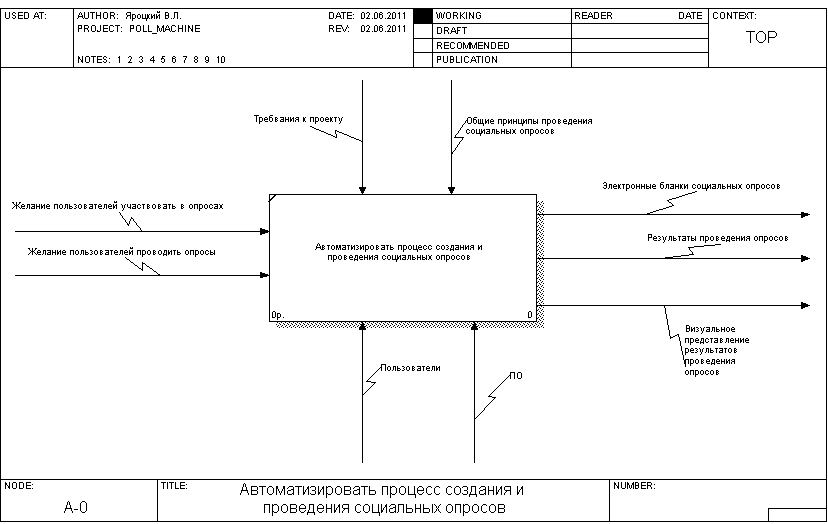 USED AT:
AUTHOR: Яроцкий В.Л.
DATE: 02.06.2011
PROJECT: POLL_MACHINE
REV: 02.06.2011
NOTES: 1 2 3 4 5 6 7 8 9 10
WORKING
DRAFT
RECOMMENDED
PUBLICATION
READER
DATE
CONTEXT:
TOP
Требвания к проекту
Общие принципы проведения
социальных опросов
Желание пользователей участвовать в опросах
Желание пользователей проводить опросы
Автоматизировать процесс создания и
проведения социальных опросов
0р.
0
Электронные бланки социальных опросов
Результаты проведения опросов
Визуальное
представление
результатов
проведения
опросов
Пользователи
ПО
NODE:
A-0
TITLE:
Автоматизировать процесс создания и
проведения социальных опросов
NUMBER: